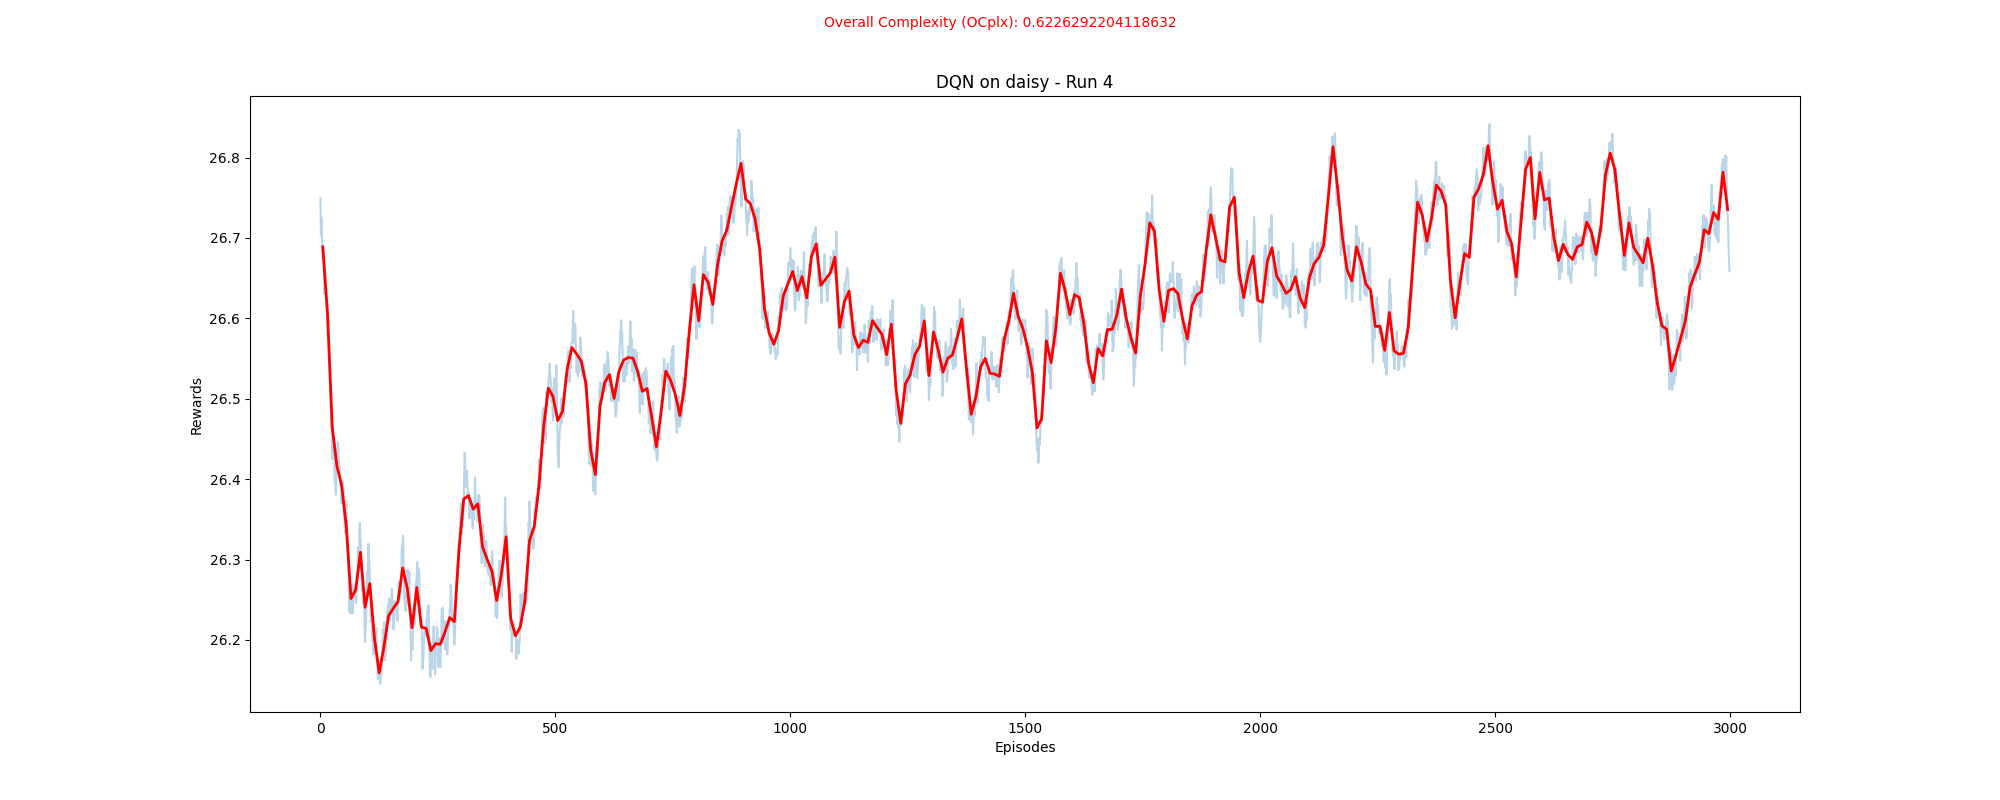 Overall Complexity (OCplx): 0.6226292204118632
DQN on daisy - Run 4
26.8
26.7
26.6
26.5
26.4
26.3
26.2
Rewards
0 500 1000 1500 2000 2500 3000
Episodes